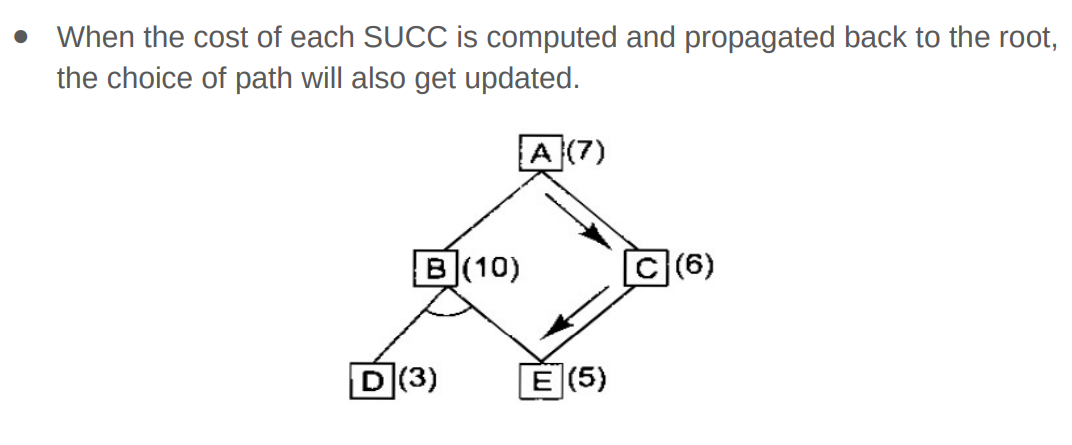 ● When the cost of each SUCC is computed and propagated back to the root,
the choice of path will also get updated.
A (7)
B (10)
C (6)
D (3)
E (5)